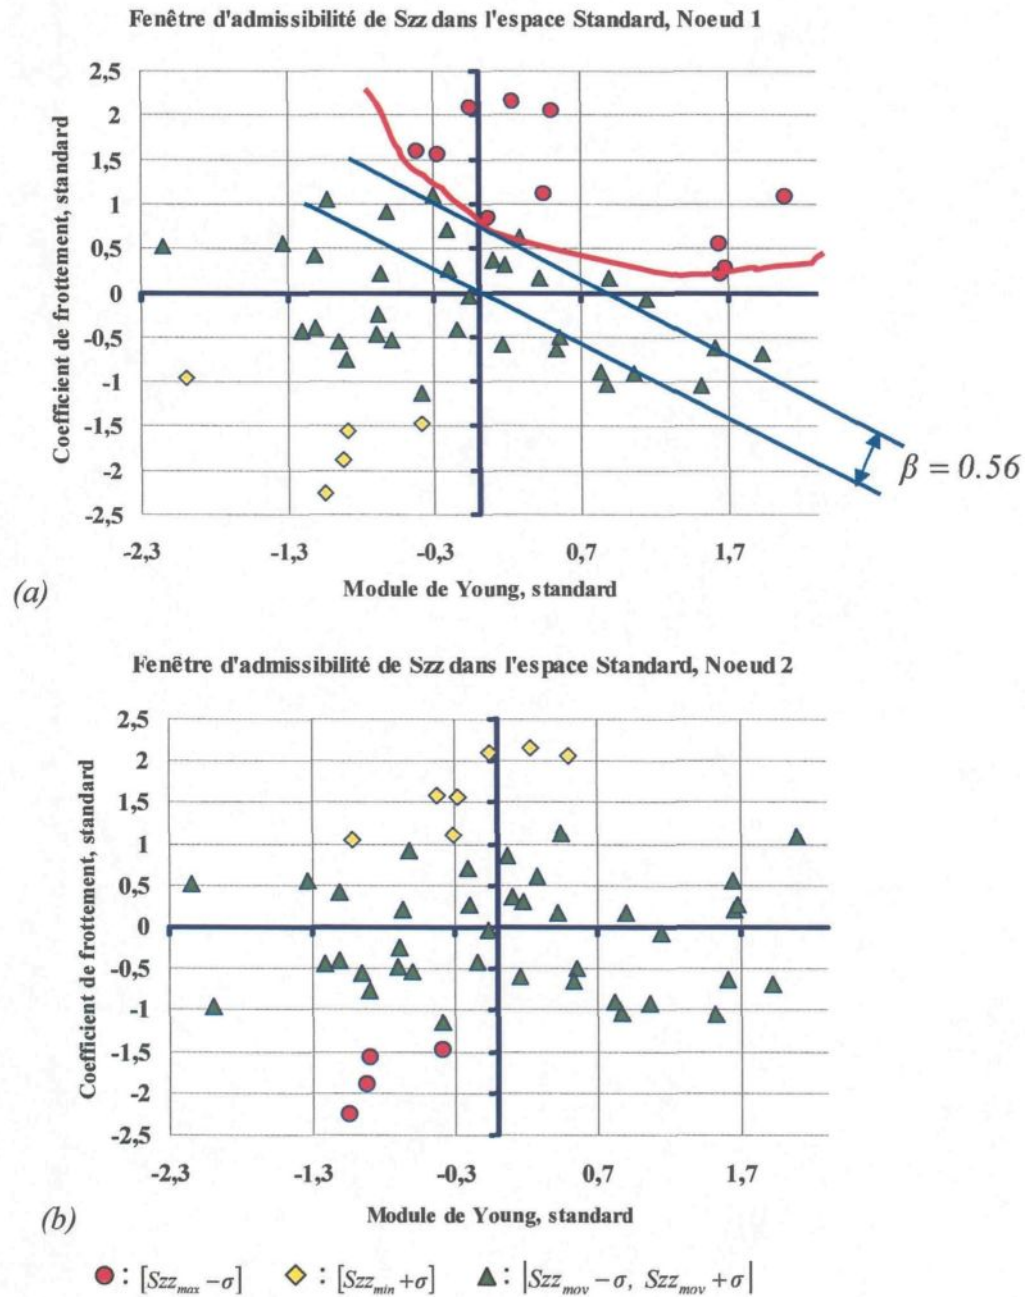 Fenêtre d'admissibilité de Szz dans l'espace Standard, Noeud 1
Coefficient de frottement, standard
2,5
2
1,5
1
0,5
0
-0,5
-1
-1,5
-2
-2,5
-2,3 -1,3 -0,3 0,7 1,7
β = 0.56
Module de Young, standard
(a)
Fenêtre d'admissibilité de Szz dans l'espace Standard, Noeud 2
Coefficient de frottement, standard
2,5
2
1,5
1
0,5
0
-0,5
-1
-1,5
-2
-2,5
-2,3 -1,3 -0,3 0,7 1,7
Module de Young, standard
(b)
: [Szz_max − σ] : [Szz_min + σ] : |Szz_moy − σ, Szz_moy + σ|